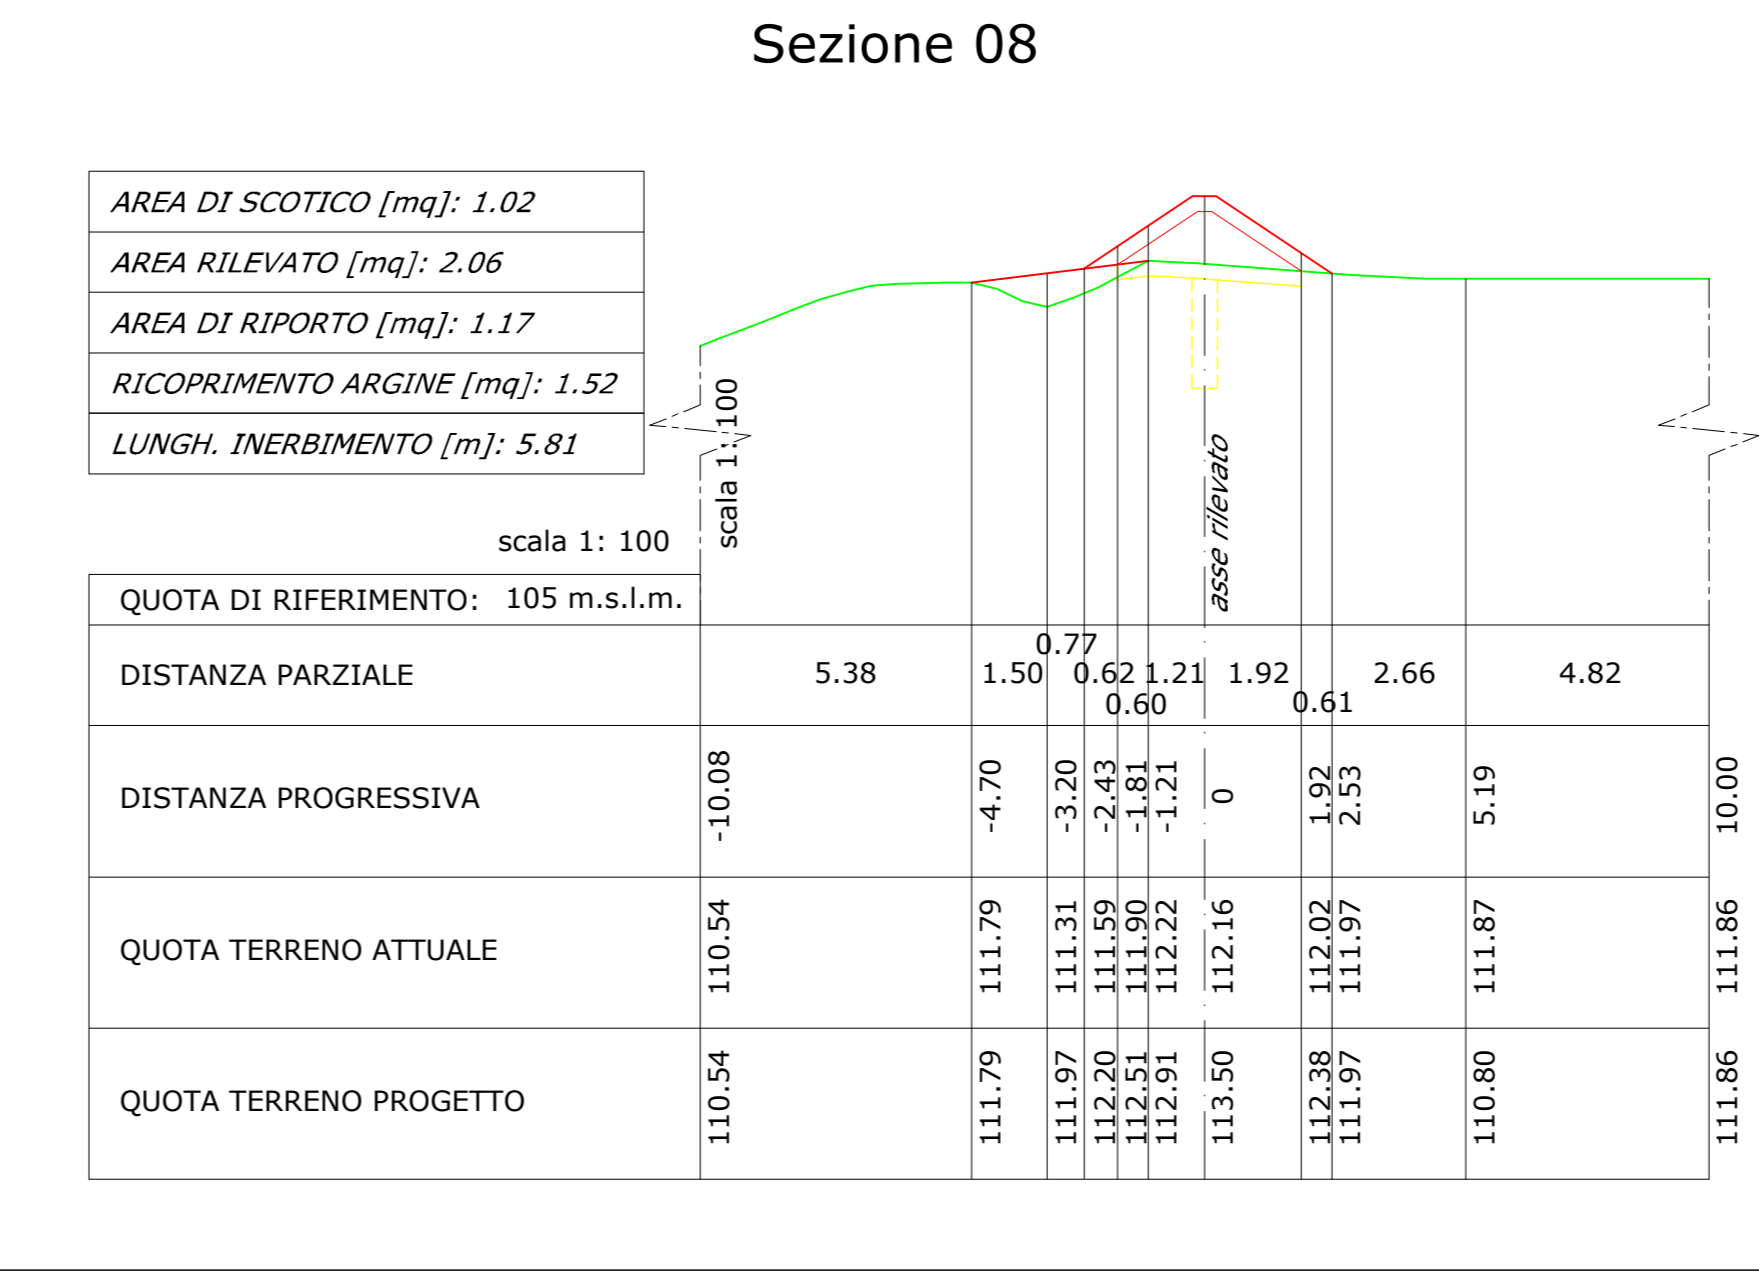 Sezione 08
AREA DI SCOTICO [mq]: 1.02
AREA RILEVATO [mq]: 2.06
AREA DI RIPORTO [mq]: 1.17
RICOPRIMENTO ARGINE [mq]: 1.52
LUNGH. INERBIMENTO [m]: 5.81
scala 1: 100
scala 1: 100
asse rilevato
QUOTA DI RIFERIMENTO: 105 m.s.l.m.
DISTANZA PARZIALE 5.38 1.50 0.77 0.62 0.60 1.21 1.92 0.61 2.66 4.82
DISTANZA PROGRESSIVA -10.08 -4.70 -3.20 -2.43 -1.81 -1.21 0 1.92 2.53 5.19 10.00
QUOTA TERRENO ATTUALE 110.54 111.79 111.31 111.59 111.90 112.22 112.16 112.02 111.97 111.87 111.86
QUOTA TERRENO PROGETTO 110.54 111.79 111.97 112.20 112.51 112.91 113.50 112.38 111.97 110.80 111.86